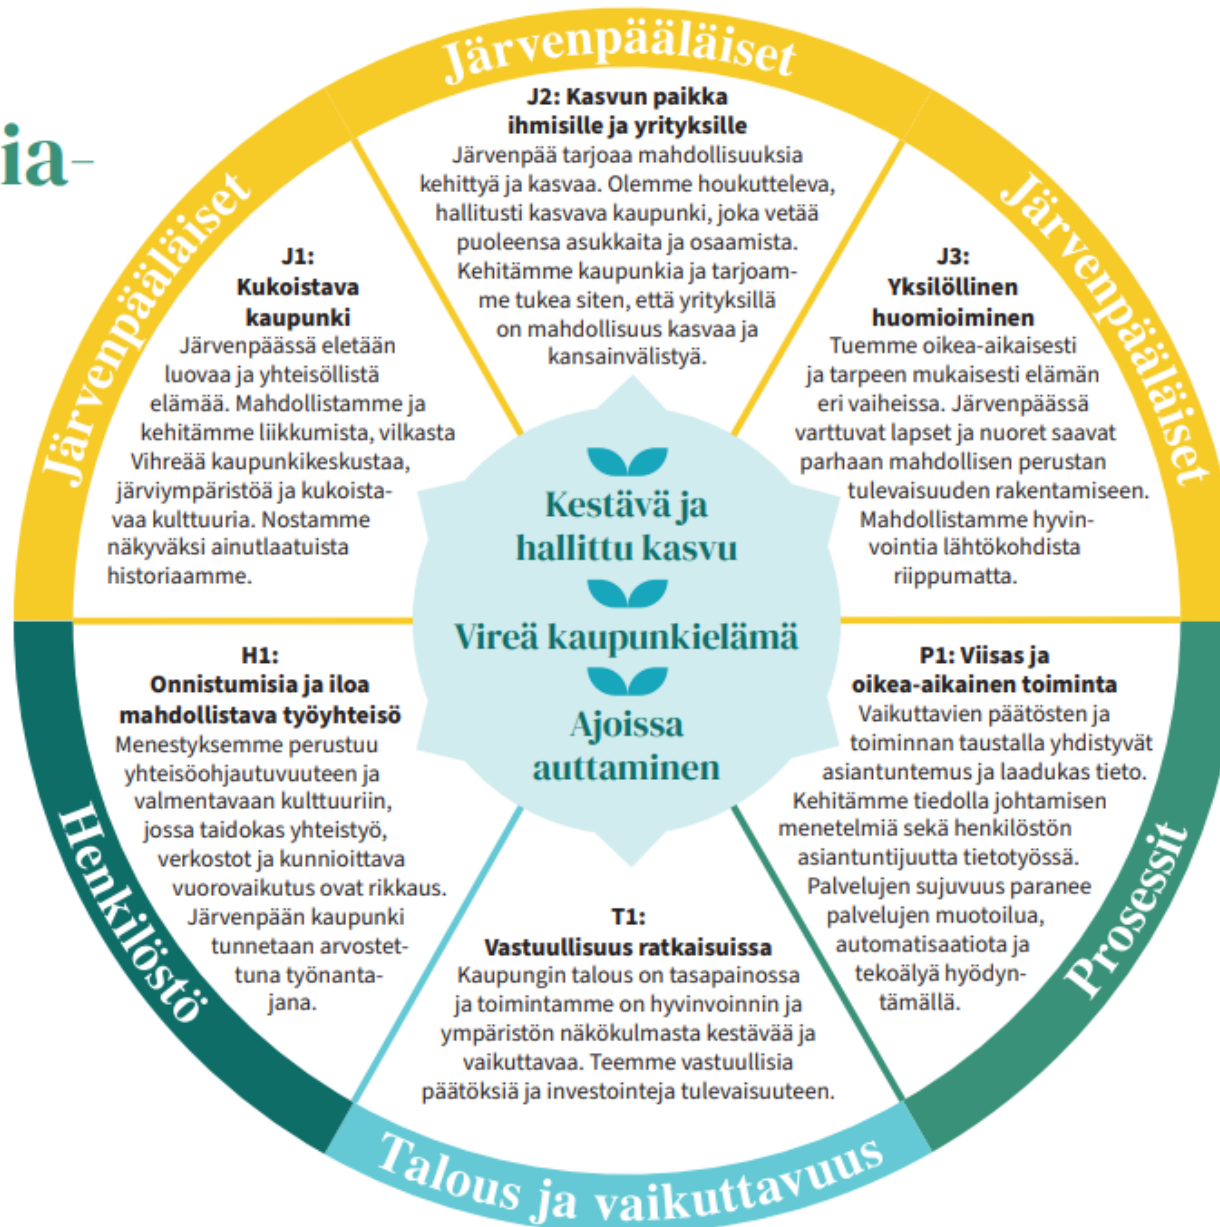 ia-
Järvenpääläiset
J2: Kasvun paikka
ihmisille ja yrityksille
Järvenpää tarjoaa mahdollisuuksia
kehittyä ja kasvaa. Olemme houkutteleva,
hallitusti kasvava kaupunki, joka vetää
puoleensa asukkaita ja osaamista.
Kehitämme kaupunkia ja tarjoam-
me tukea siten, että yrityksillä
on mahdollisuus kasvaa ja
kansainvälistyä.
Järvenpääläiset
J1:
Kukoistava
kaupunki
Järvenpäässä eletään
luovaa ja yhteisöllistä
elämää. Mahdollistamme ja
kehitämme liikkumista, vilkasta
Vihreää kaupunkikeskustaa,
järviympäristöä ja kukoista-
vaa kulttuuria. Nostamme
näkyväksi ainutlaatuista
historiaamme.
Järvenpääläiset
J3:
Yksilöllinen
huomioiminen
Tuemme oikea-aikaisesti
ja tarpeen mukaisesti elämän
eri vaiheissa. Järvenpäässä
varttuvat lapset ja nuoret saavat
parhaan mahdollisen perustan
tulevaisuuden rakentamiseen.
Mahdollistamme hyvin-
vointia lähtökohdista
riippumatta.
Kestävä ja
hallittu kasvu
Vireä kaupunkielämä
Ajoissa
auttaminen
Henkilöstö
H1:
Onnistumisia ja iloa
mahdollistava työyhteisö
Menestyksemme perustuu
yhteisöohjautuvuuteen ja
valmentavaan kulttuuriin,
jossa taidokas yhteistyö,
verkostot ja kunnioittava
vuorovaikutus ovat rikkaus.
Järvenpään kaupunki
tunnetaan arvostet-
tuna työnanta-
jana.
Prosessit
P1: Viisas ja
oikea-aikainen toiminta
Vaikuttavien päätösten ja
toiminnan taustalla yhdistyvät
asiantuntemus ja laadukas tieto.
Kehitämme tiedolla johtamisen
menetelmiä sekä henkilöstön
asiantuntijuutta tietotyössä.
Palvelujen sujuvuus paranee
palvelujen muotoilua,
automatisaatiota ja
tekoälyä hyödyn-
tämällä.
T1:
Vastuullisuus ratkaisuissa
Kaupungin talous on tasapainossa
ja toimintamme on hyvinvoinnin ja
ympäristön näkökulmasta kestävää ja
vaikuttavaa. Teemme vastuullisia
päätöksiä ja investointeja tulevaisuuteen.
Talous ja vaikuttavuus